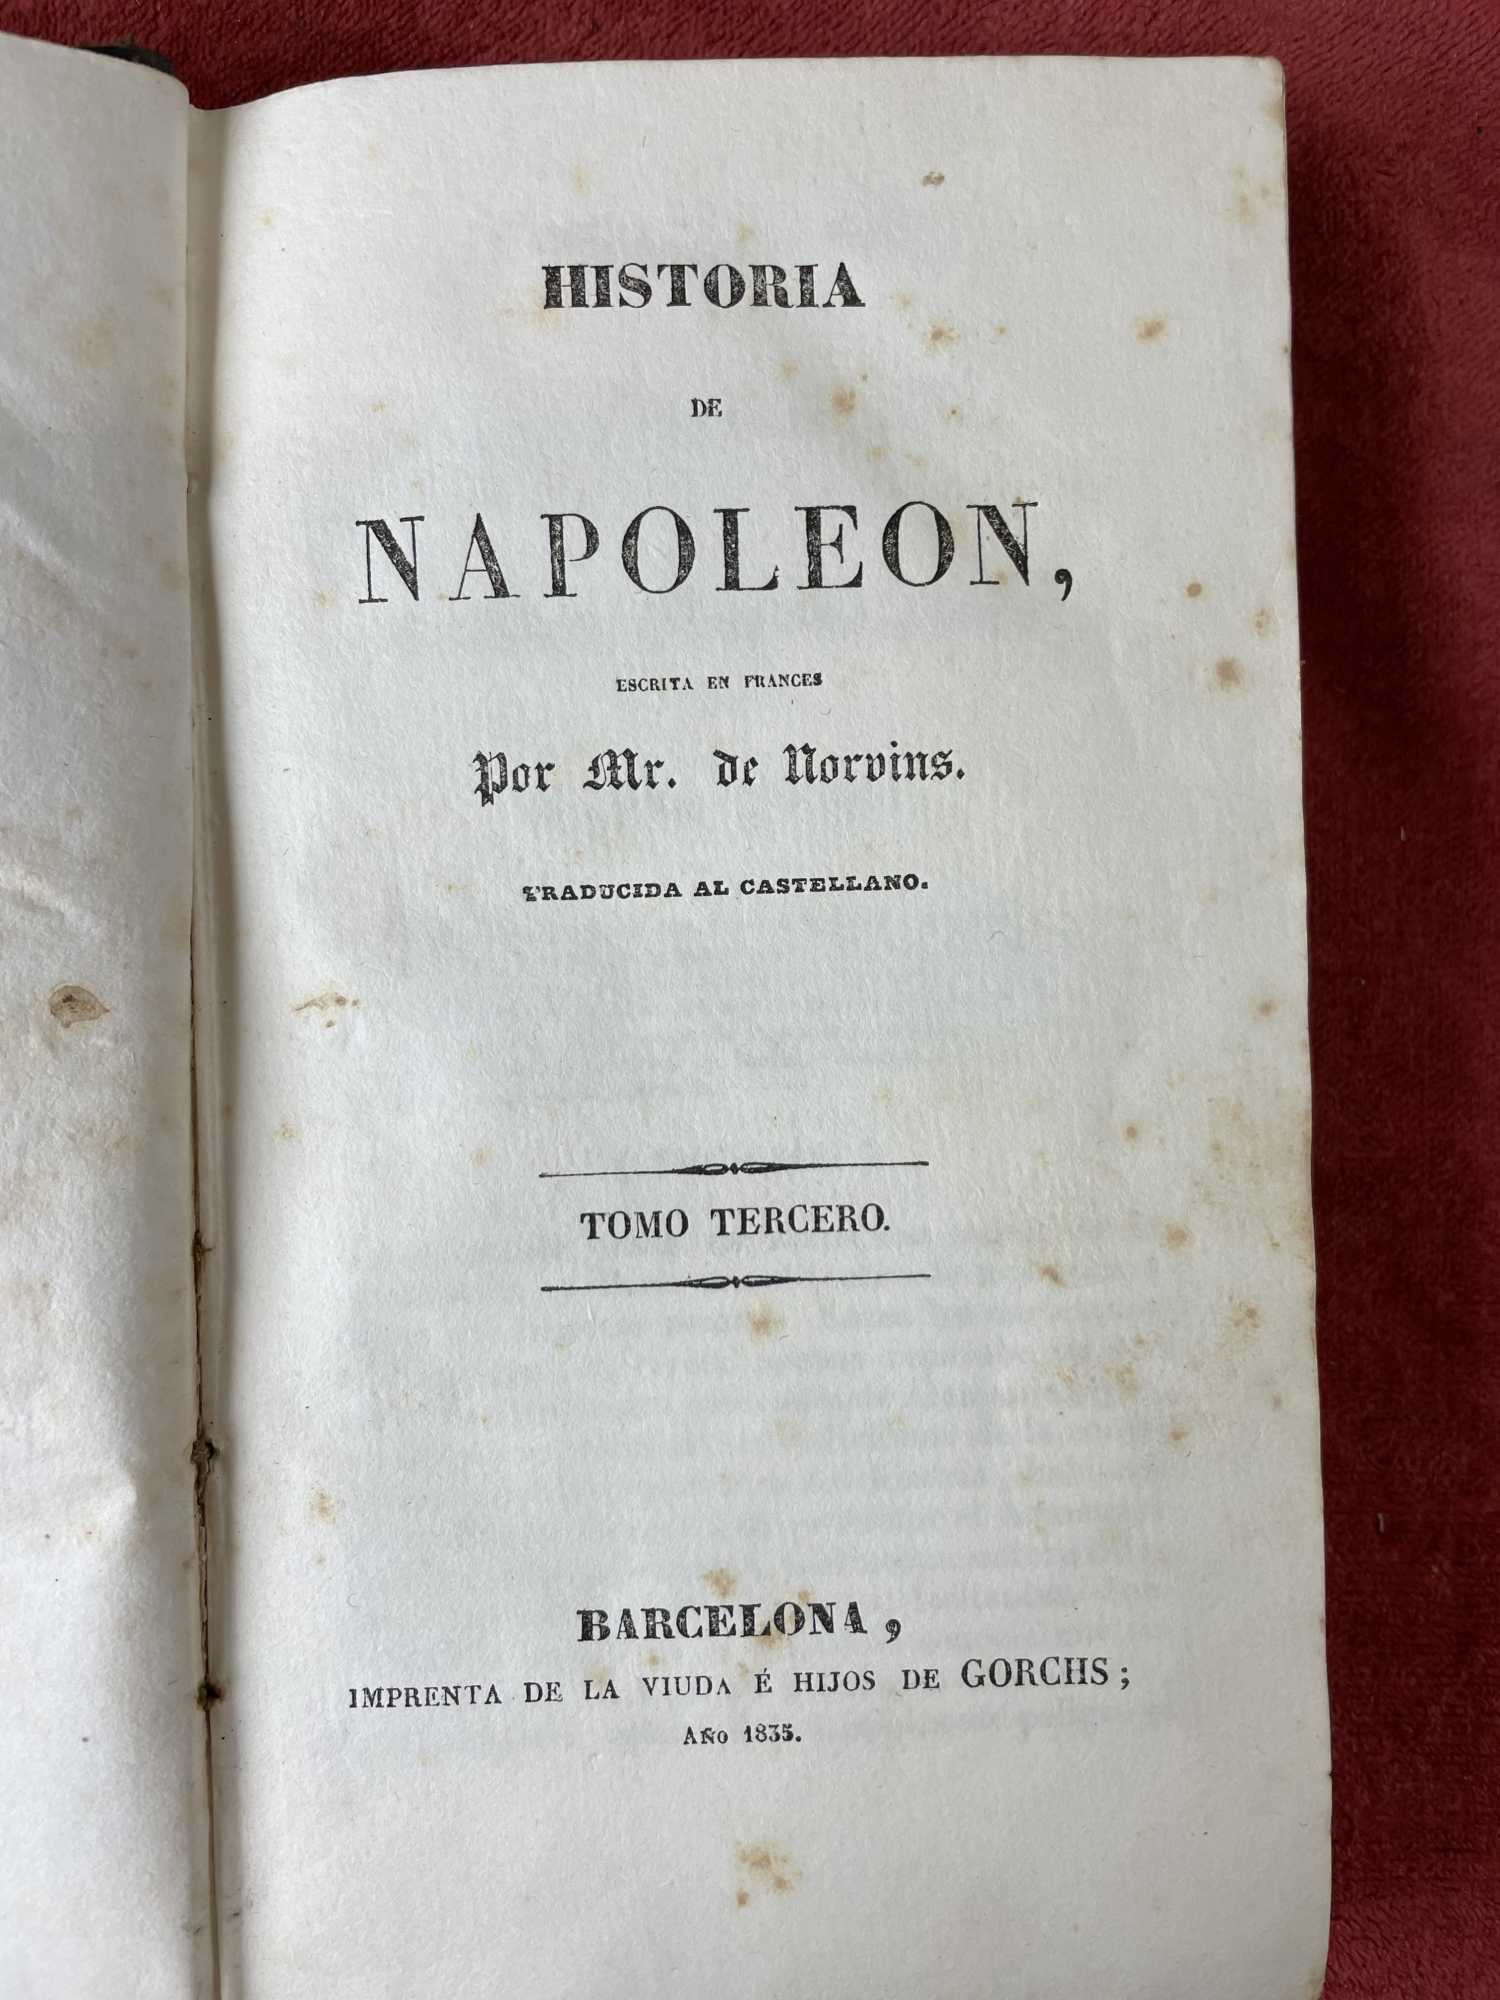 HISTORIA
DE
NAPOLEON,
ESCRITA EN FRANCES
Por Mr. de Norvins.
TRADUCIDA AL CASTELLANO.
TOMO TERCERO.
BARCELONA,
IMPRENTA DE LA VIUDA É HIJOS DE GORCHS;
AÑO 1835.